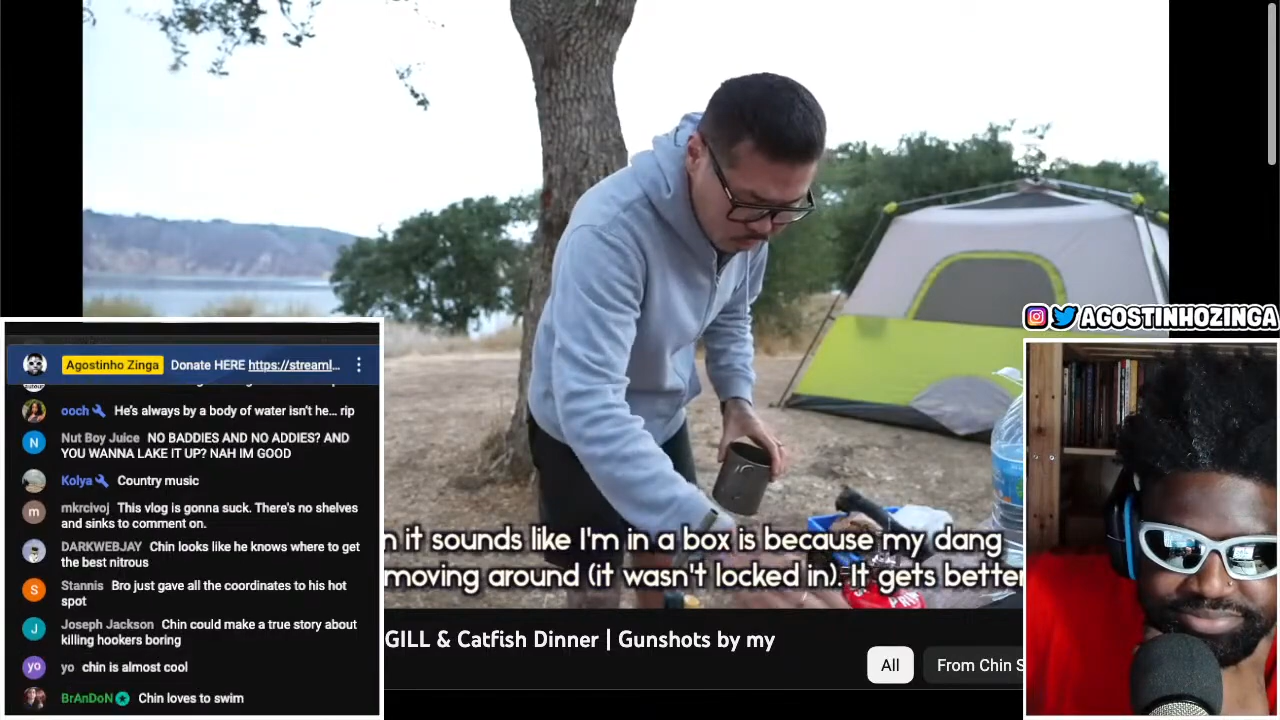 AGOSTINHOZINGA
Agostinho Zinga Donate HERE https://streaml...
ooch He's always by a body of water isn't he... rip
N Nut Boy Juice NO BADDIES AND NO ADDIES? AND
YOU WANNA LAKE IT UP? NAH IM GOOD
Kolya Country music
m mkrcivoj This vlog is gonna suck. There's no shelves
and sinks to comment on.
DARKWEBJAY Chin looks like he knows where to get
the best nitrous
S Stannis Bro just gave all the coordinates to his hot
spot
J Joseph Jackson Chin could make a true story about
killing hookers boring
yo yo chin is almost cool
BrAnDoN Chin loves to swim
n it sounds like I'm in a box is because my dang
moving around (it wasn't locked in). It gets better
GILL & Catfish Dinner | Gunshots by my
All From Chin S